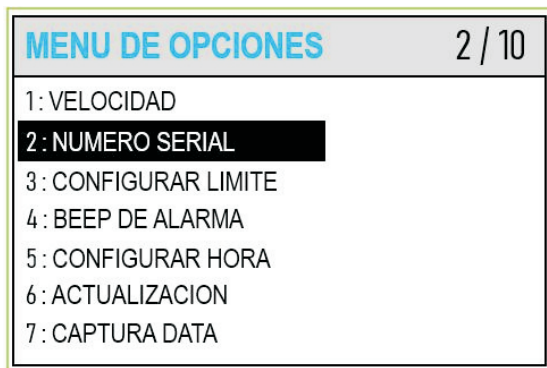 MENU DE OPCIONES 2 / 10
1: VELOCIDAD
2 : NUMERO SERIAL
3 : CONFIGURAR LIMITE
4 : BEEP DE ALARMA
5 : CONFIGURAR HORA
6 : ACTUALIZACION
7 : CAPTURA DATA